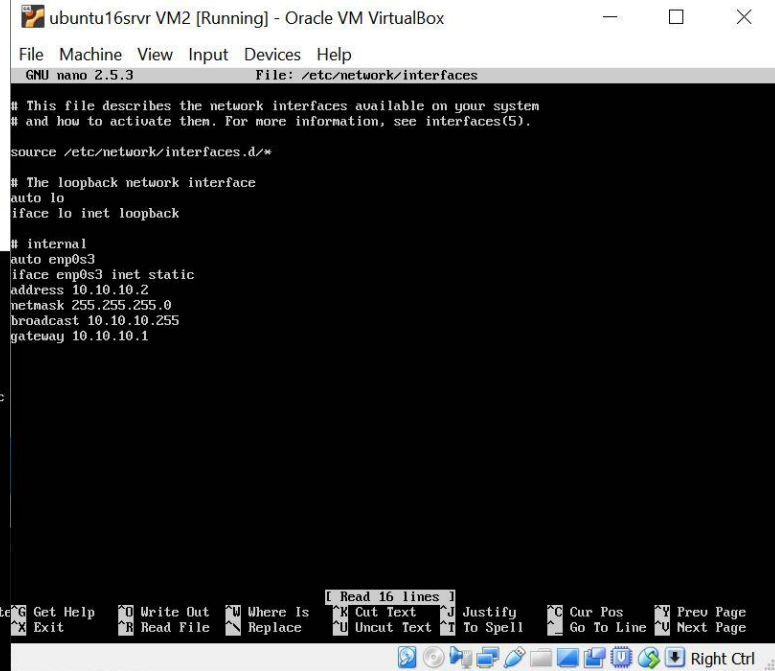 ubuntu16srvr VM2 [Running] - Oracle VM VirtualBox
File Machine View Input Devices Help
GNU nano 2.5.3 File: /etc/network/interfaces
# This file describes the network interfaces available on your system
# and how to activate them. For more information, see interfaces(5).
source /etc/network/interfaces.d/*
# The loopback network interface
auto lo
iface lo inet loopback
# internal
auto enp0s3
iface enp0s3 inet static
address 10.10.10.2
netmask 255.255.255.0
broadcast 10.10.10.255
gateway 10.10.10.1
c
[ Read 16 lines ]
te^G Get Help ^O Write Out ^W Where Is ^K Cut Text ^J Justify ^C Cur Pos ^Y Prev Page
^X Exit ^R Read File ^\ Replace ^U Uncut Text ^T To Spell ^_ Go To Line ^V Next Page
Right Ctrl